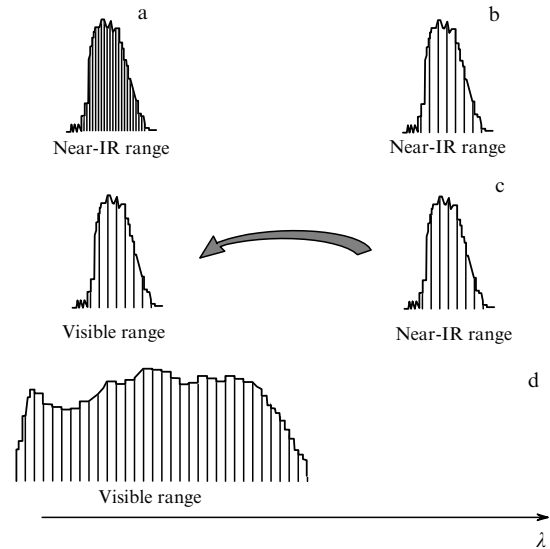 a
b
Near-IR range
Near-IR range
c
Visible range
Near-IR range
d
Visible range
λ